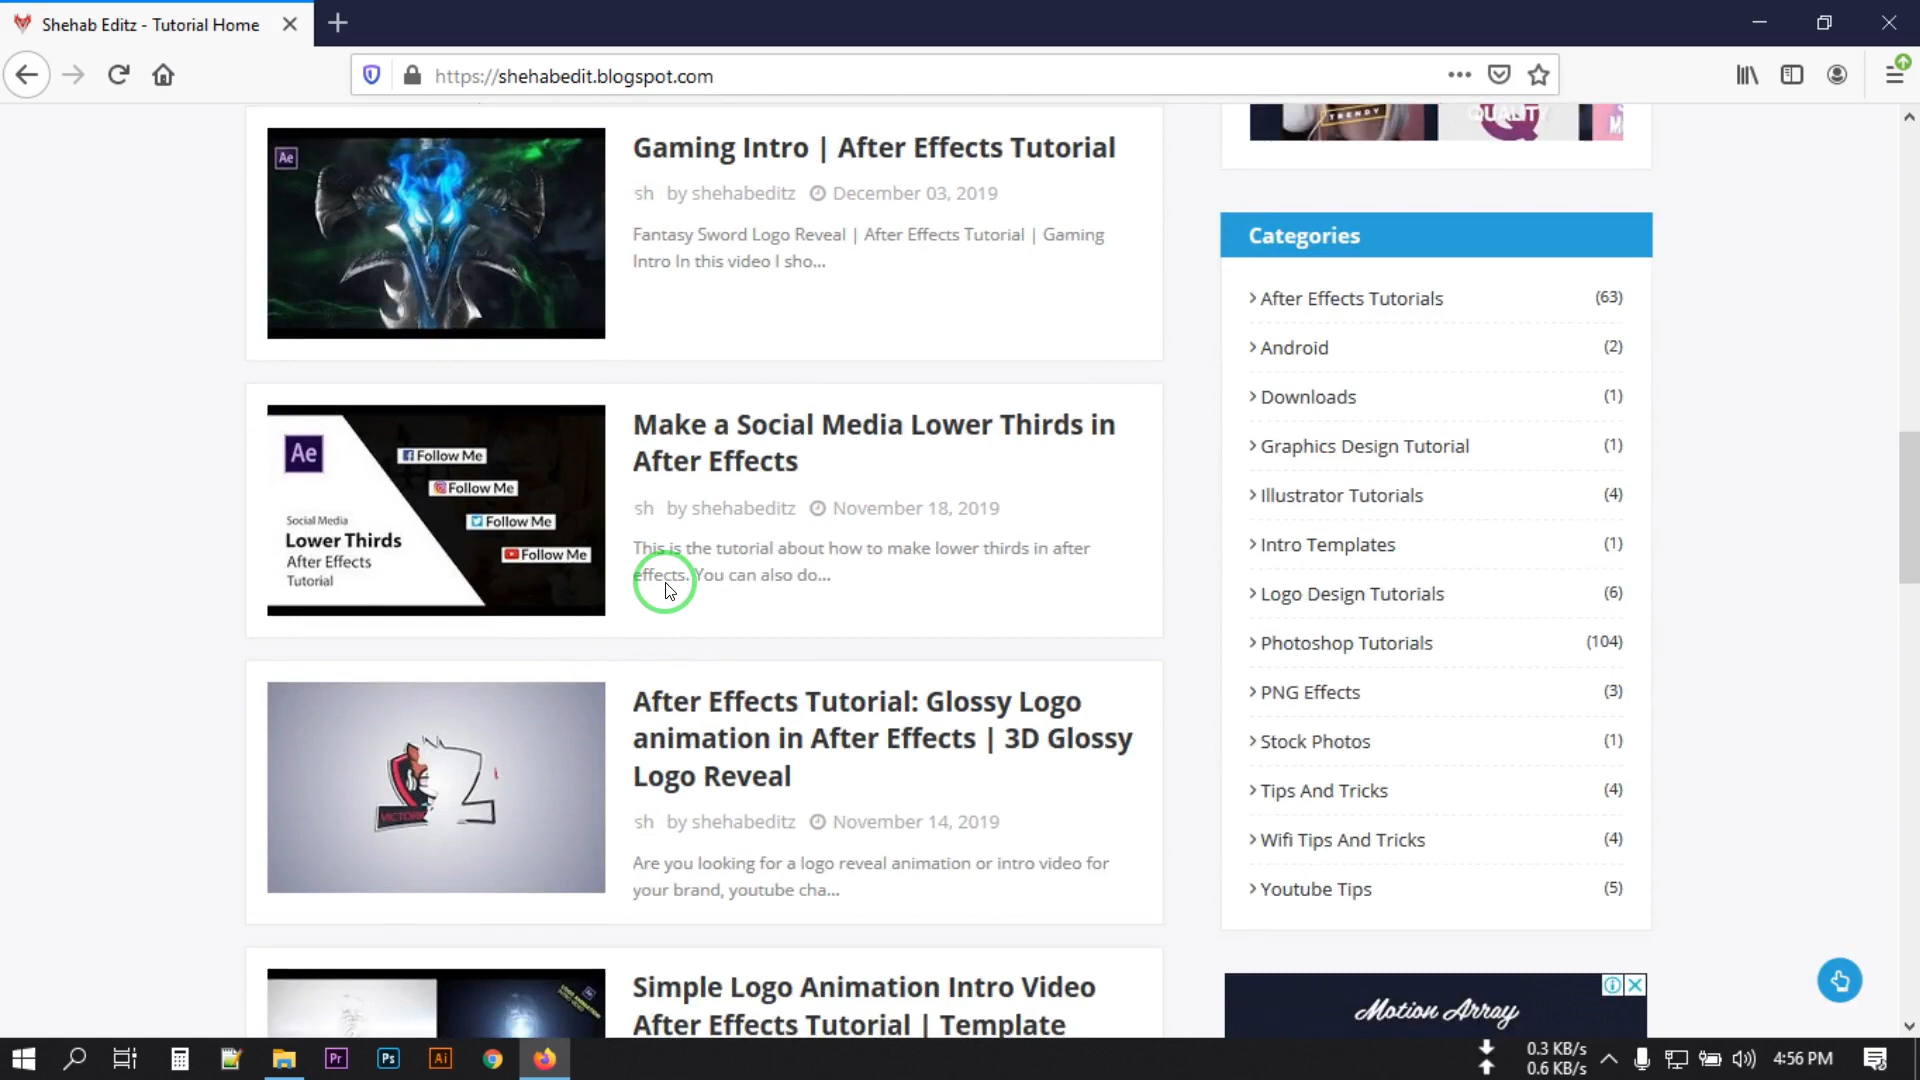 Shehab Editz - Tutorial Home
https://shehabedit.blogspot.com
TRENDY
QUALITY
M
Ae
Gaming Intro | After Effects Tutorial
sh by shehabeditz December 03, 2019
Fantasy Sword Logo Reveal | After Effects Tutorial | Gaming
Intro In this video I sho...
Ae
Follow Me
Follow Me
Follow Me
Follow Me
Social Media
Lower Thirds
After Effects
Tutorial
Make a Social Media Lower Thirds in
After Effects
sh by shehabeditz November 18, 2019
This is the tutorial about how to make lower thirds in after
effects. You can also do...
After Effects Tutorial: Glossy Logo
animation in After Effects | 3D Glossy
Logo Reveal
sh by shehabeditz November 14, 2019
Are you looking for a logo reveal animation or intro video for
your brand, youtube cha...
Simple Logo Animation Intro Video
After Effects Tutorial | Template
Categories
After Effects Tutorials (63)
Android (2)
Downloads (1)
Graphics Design Tutorial (1)
Illustrator Tutorials (4)
Intro Templates (1)
Logo Design Tutorials (6)
Photoshop Tutorials (104)
PNG Effects (3)
Stock Photos (1)
Tips And Tricks (4)
Wifi Tips And Tricks (4)
Youtube Tips (5)
Motion Array
Pr
Ps
Ai
0.3 KB/s
0.6 KB/s
4:56 PM